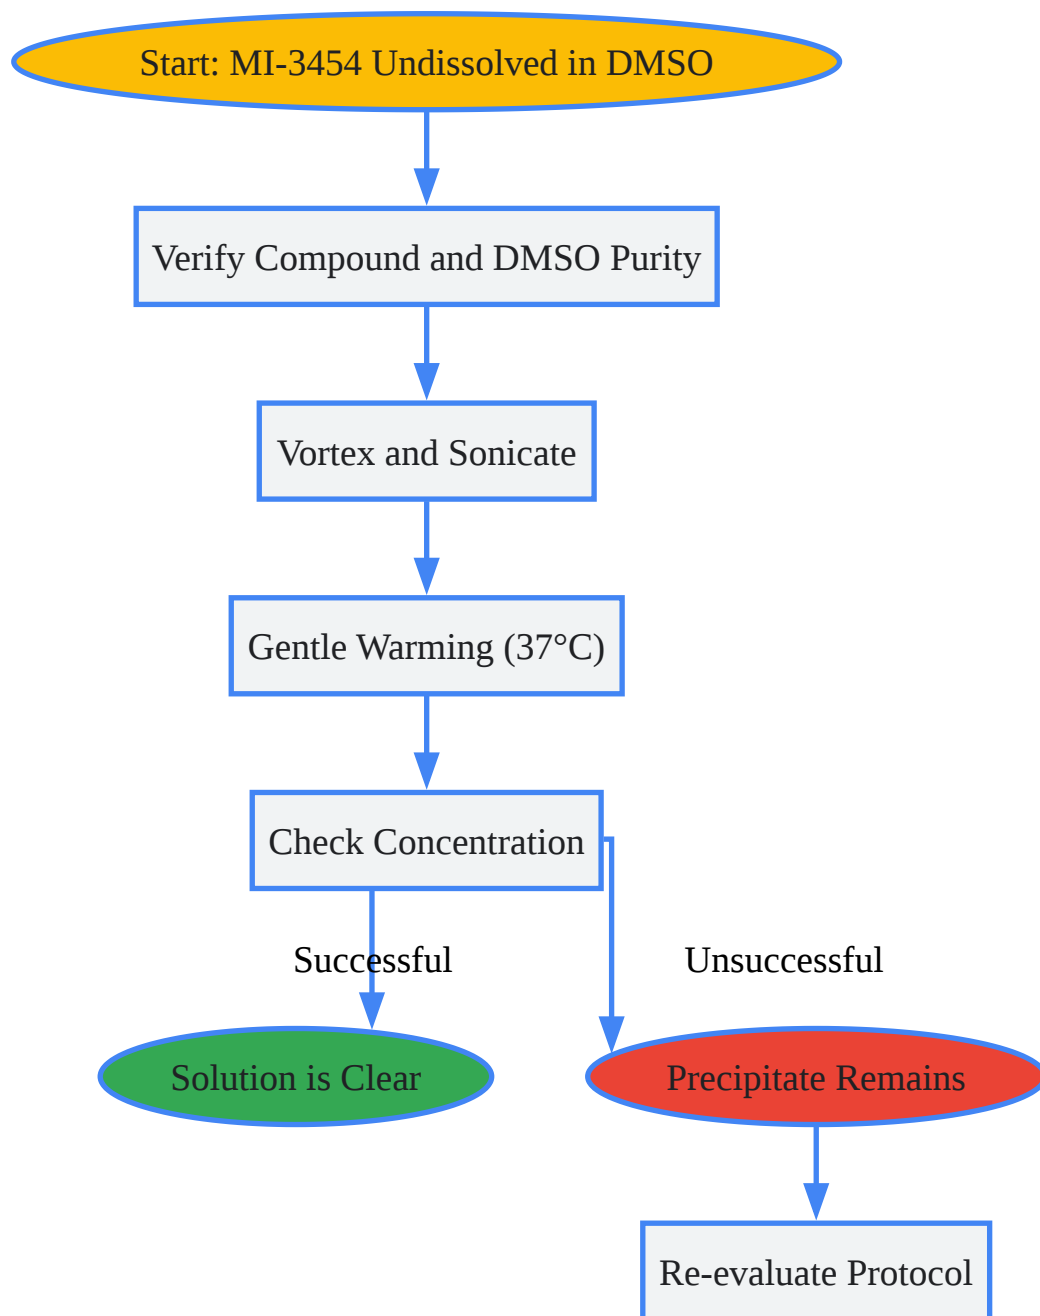 Start: MI-3454 Undissolved in DMSO
Verify Compound and DMSO Purity
Vortex and Sonicate
Gentle Warming (37°C)
Check Concentration
Successful
Unsuccessful
Solution is Clear
Precipitate Remains
Re-evaluate Protocol